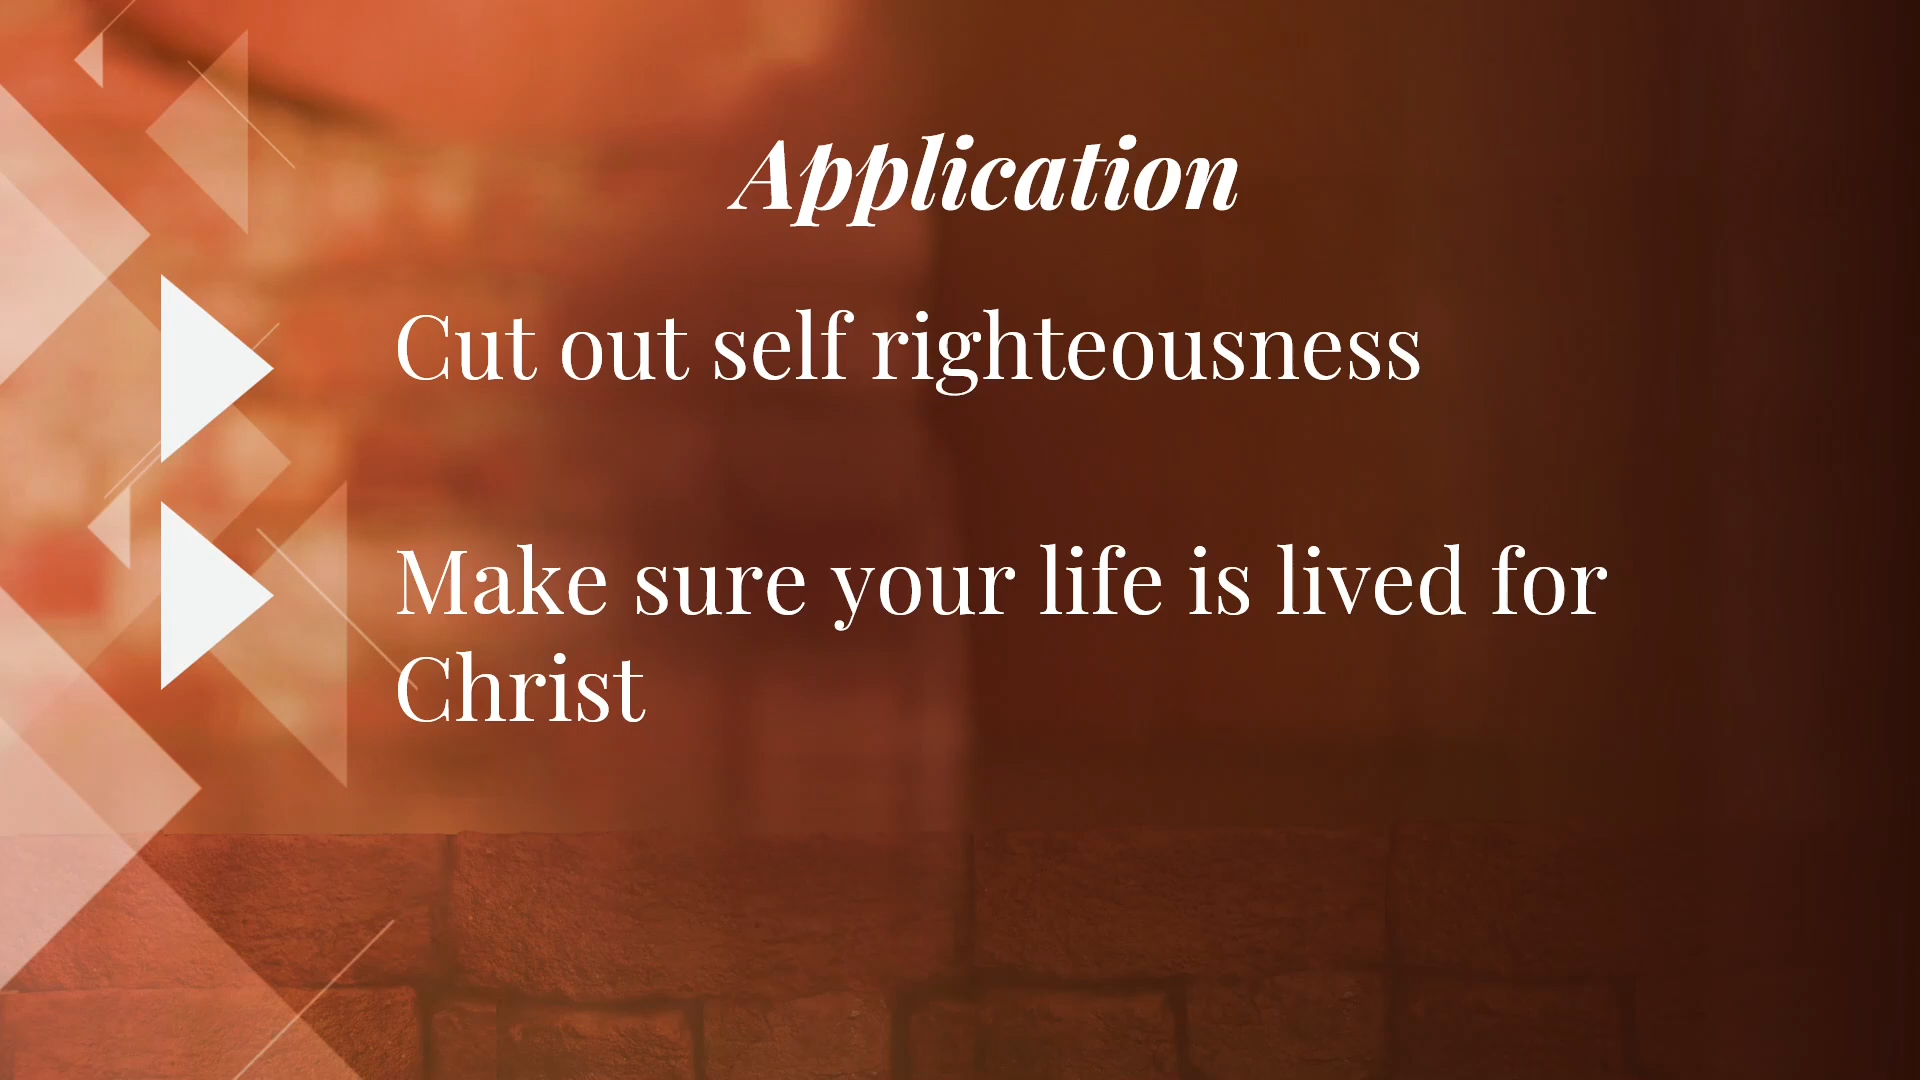 Application
Cut out self righteousness
Make sure your life is lived for
Christ